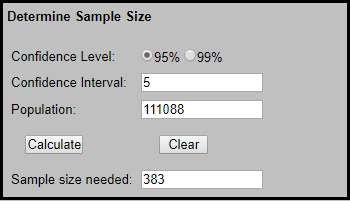 Determine Sample Size
Confidence Level: 95% 99%
Confidence Interval: 5
Population: 111088
Calculate Clear
Sample size needed: 383